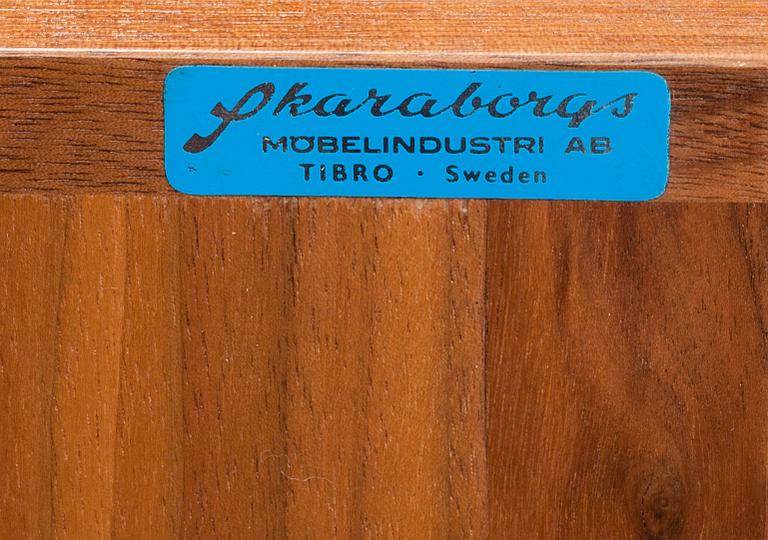 Skaraborgs
MÖBELINDUSTRI AB
TIBRO · Sweden